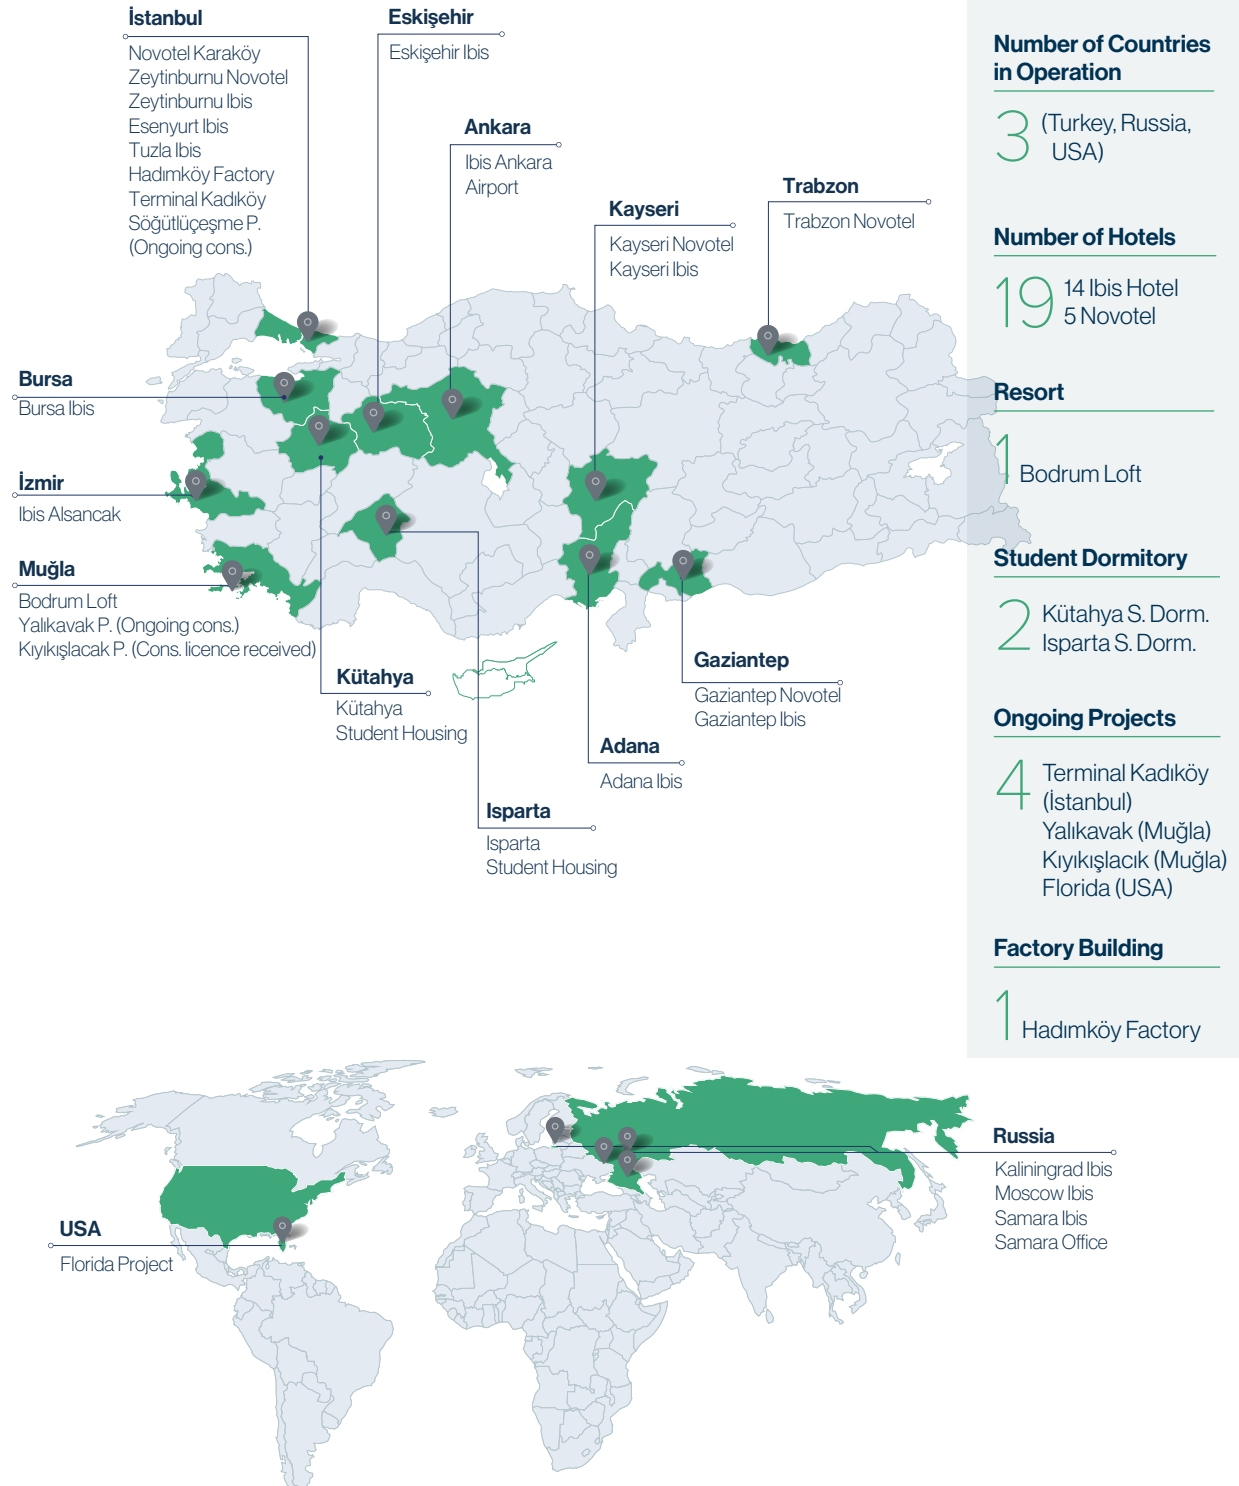 İstanbul
Novotel Karaköy
Zeytinburnu Novotel
Zeytinburnu Ibis
Esenyurt Ibis
Tuzla Ibis
Hadımköy Factory
Terminal Kadıköy
Söğütlüçeşme P.
(Ongoing cons.)
Eskişehir
Eskişehir Ibis
Ankara
Ibis Ankara
Airport
Kayseri
Kayseri Novotel
Kayseri Ibis
Trabzon
Trabzon Novotel
Bursa
Bursa Ibis
İzmir
Ibis Alsancak
Muğla
Bodrum Loft
Yalıkavak P. (Ongoing cons.)
Kıyıkışlacak P. (Cons. licence received)
Kütahya
Kütahya
Student Housing
Isparta
Isparta
Student Housing
Adana
Adana Ibis
Gaziantep
Gaziantep Novotel
Gaziantep Ibis
Number of Countries
in Operation
3 (Turkey, Russia,
USA)
Number of Hotels
19 14 Ibis Hotel
5 Novotel
Resort
1 Bodrum Loft
Student Dormitory
2 Kütahya S. Dorm.
Isparta S. Dorm.
Ongoing Projects
4 Terminal Kadıköy
(İstanbul)
Yalıkavak (Muğla)
Kıyıkışlacık (Muğla)
Florida (USA)
Factory Building
1 Hadımköy Factory
USA
Florida Project
Russia
Kaliningrad Ibis
Moscow Ibis
Samara Ibis
Samara Office